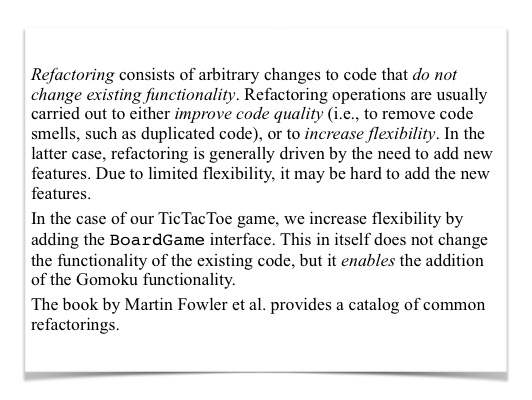 Refactoring consists of arbitrary changes to code that do not
change existing functionality. Refactoring operations are usually
carried out to either improve code quality (i.e., to remove code
smells, such as duplicated code), or to increase flexibility. In the
latter case, refactoring is generally driven by the need to add new
features. Due to limited flexibility, it may be hard to add the new
features.
In the case of our TicTacToe game, we increase flexibility by
adding the BoardGame interface. This in itself does not change
the functionality of the existing code, but it enables the addition
of the Gomoku functionality.
The book by Martin Fowler et al. provides a catalog of common
refactorings.